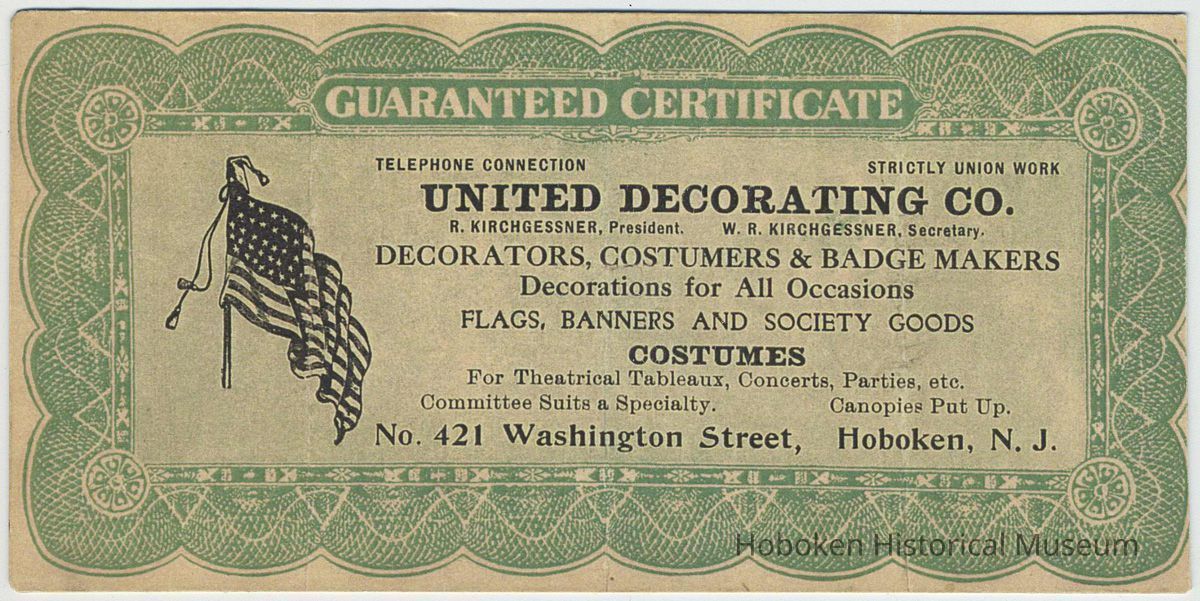 GUARANTEED CERTIFICATE
TELEPHONE CONNECTION STRICTLY UNION WORK
UNITED DECORATING CO.
R. KIRCHGESSNER, President. W. R. KIRCHGESSNER, Secretary.
DECORATORS, COSTUMERS & BADGE MAKERS
Decorations for All Occasions
FLAGS, BANNERS AND SOCIETY GOODS
COSTUMES
For Theatrical Tableaux, Concerts, Parties, etc.
Committee Suits a Specialty. Canopies Put Up.
No. 421 Washington Street, Hoboken, N. J.
Hoboken Historical Museum